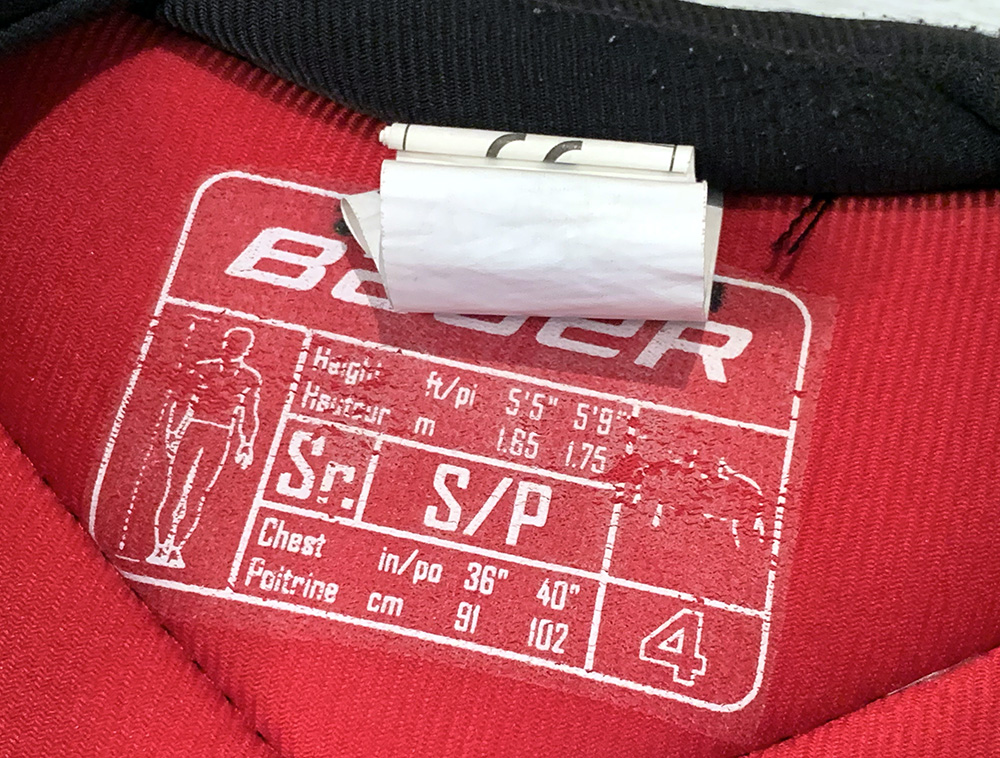 Height ft/pi 5'5" 5'9"
Hauteur m 1.65 1.75
Sr. S/P
Chest in/po 36" 40"
Poitrine cm 91 102
4